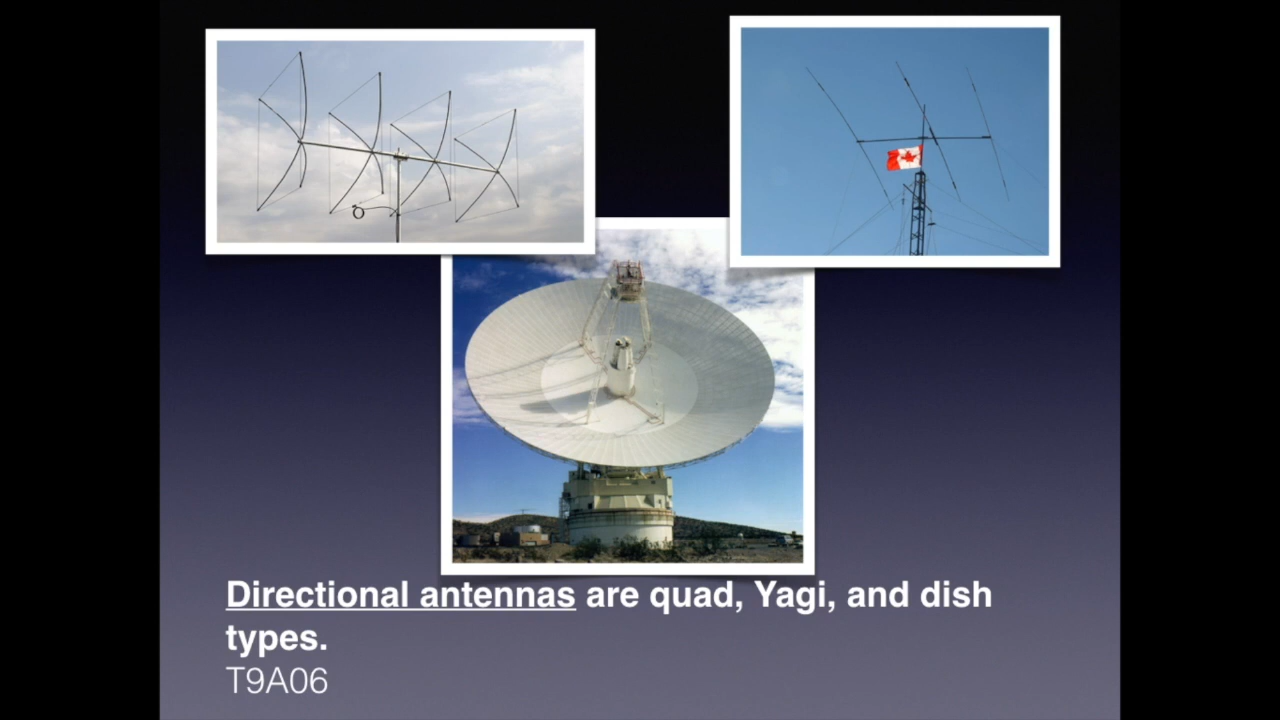 Directional antennas are quad, Yagi, and dish
types.
T9A06